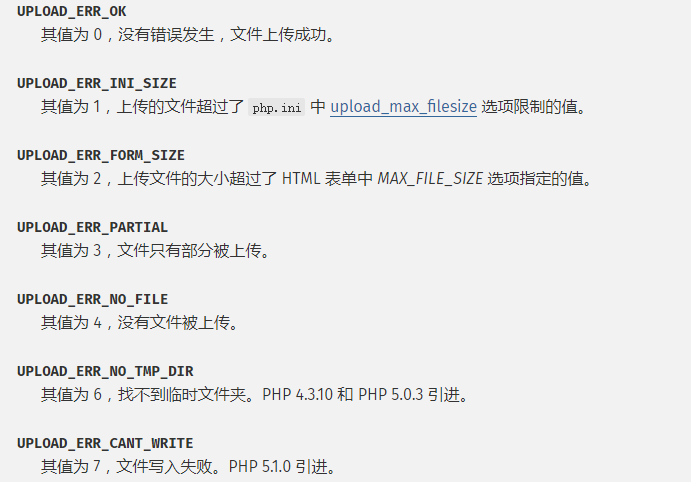 UPLOAD_ERR_OK
其值为 0，没有错误发生，文件上传成功。
UPLOAD_ERR_INI_SIZE
其值为 1，上传的文件超过了 php.ini 中 upload_max_filesize 选项限制的值。
UPLOAD_ERR_FORM_SIZE
其值为 2，上传文件的大小超过了 HTML 表单中 MAX_FILE_SIZE 选项指定的值。
UPLOAD_ERR_PARTIAL
其值为 3，文件只有部分被上传。
UPLOAD_ERR_NO_FILE
其值为 4，没有文件被上传。
UPLOAD_ERR_NO_TMP_DIR
其值为 6，找不到临时文件夹。PHP 4.3.10 和 PHP 5.0.3 引进。
UPLOAD_ERR_CANT_WRITE
其值为 7，文件写入失败。PHP 5.1.0 引进。